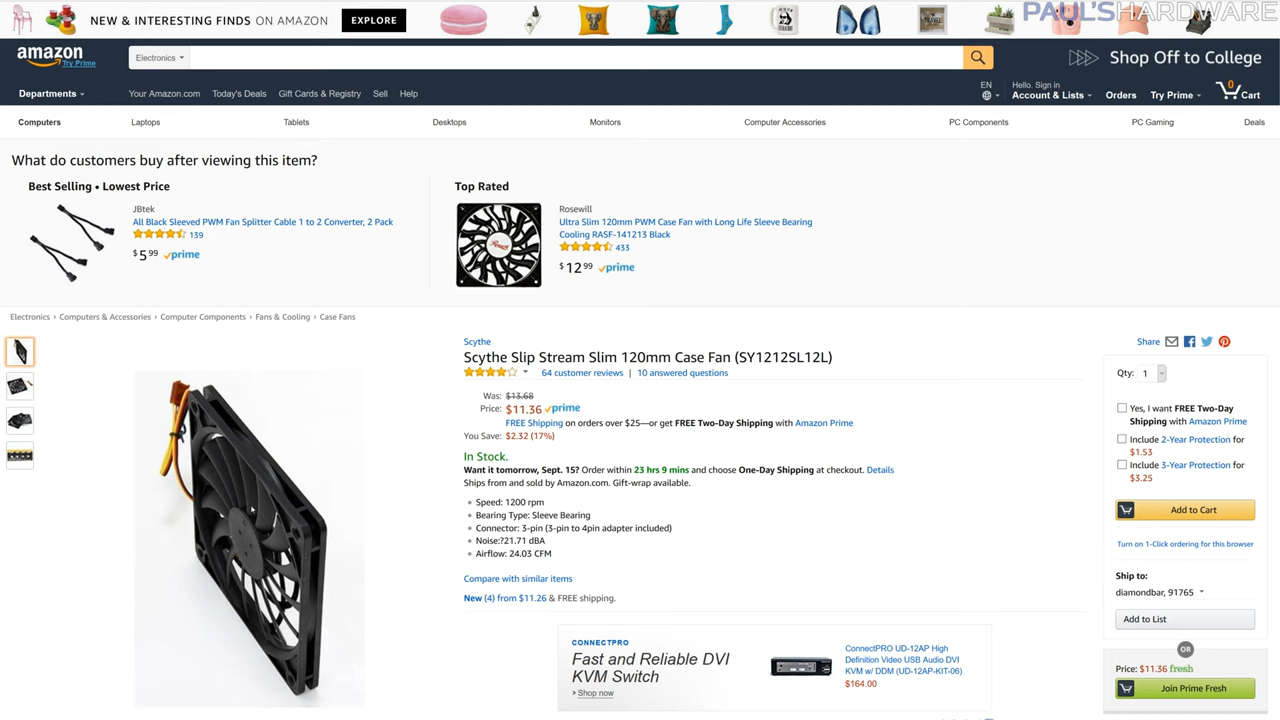 NEW & INTERESTING FINDS ON AMAZON
EXPLORE
PAUL'SHARDWARE
amazon
Try Prime
Electronics
Shop Off to College
Departments
Your Amazon.com
Today's Deals
Gift Cards & Registry
Sell
Help
EN
Hello. Sign in
Account & Lists
Orders
Try Prime
0
Cart
Computers
Laptops
Tablets
Desktops
Monitors
Computer Accessories
PC Components
PC Gaming
Deals
What do customers buy after viewing this item?
Best Selling • Lowest Price
JBtek
All Black Sleeved PWM Fan Splitter Cable 1 to 2 Converter, 2 Pack
139
$5 99 prime
Top Rated
Rosewill
Ultra Slim 120mm PWM Case Fan with Long Life Sleeve Bearing
Cooling RASF-141213 Black
433
$12 99 prime
Electronics › Computers & Accessories › Computer Components › Fans & Cooling › Case Fans
Scythe
Scythe Slip Stream Slim 120mm Case Fan (SY1212SL12L)
64 customer reviews | 10 answered questions
Was: $13.68
Price: $11.36 prime
FREE Shipping on orders over $25—or get FREE Two-Day Shipping with Amazon Prime
You Save: $2.32 (17%)
In Stock.
Want it tomorrow, Sept. 15? Order within 23 hrs 9 mins and choose One-Day Shipping at checkout. Details
Ships from and sold by Amazon.com. Gift-wrap available.
Speed: 1200 rpm
Bearing Type: Sleeve Bearing
Connector: 3-pin (3-pin to 4pin adapter included)
Noise:?21.71 dBA
Airflow: 24.03 CFM
Compare with similar items
New (4) from $11.26 & FREE shipping.
CONNECTPRO
Fast and Reliable DVI
KVM Switch
› Shop now
ConnectPRO UD-12AP High
Definition Video USB Audio DVI
KVM w/ DDM (UD-12AP-KIT-06)
$164.00
Share
Qty: 1
Yes, I want FREE Two-Day
Shipping with Amazon Prime
Include 2-Year Protection for
$1.53
Include 3-Year Protection for
$3.25
Add to Cart
Turn on 1-Click ordering for this browser
Ship to:
diamondbar, 91765
Add to List
OR
Price: $11.36 fresh
Join Prime Fresh